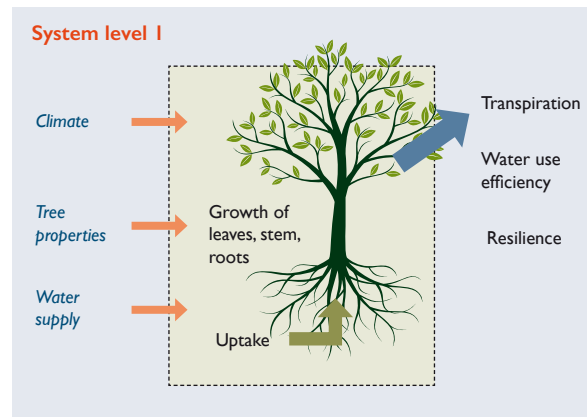 System level 1
Climate
Tree
properties
Water
supply
Growth of
leaves, stem,
roots
Uptake
Transpiration
Water use
efficiency
Resilience